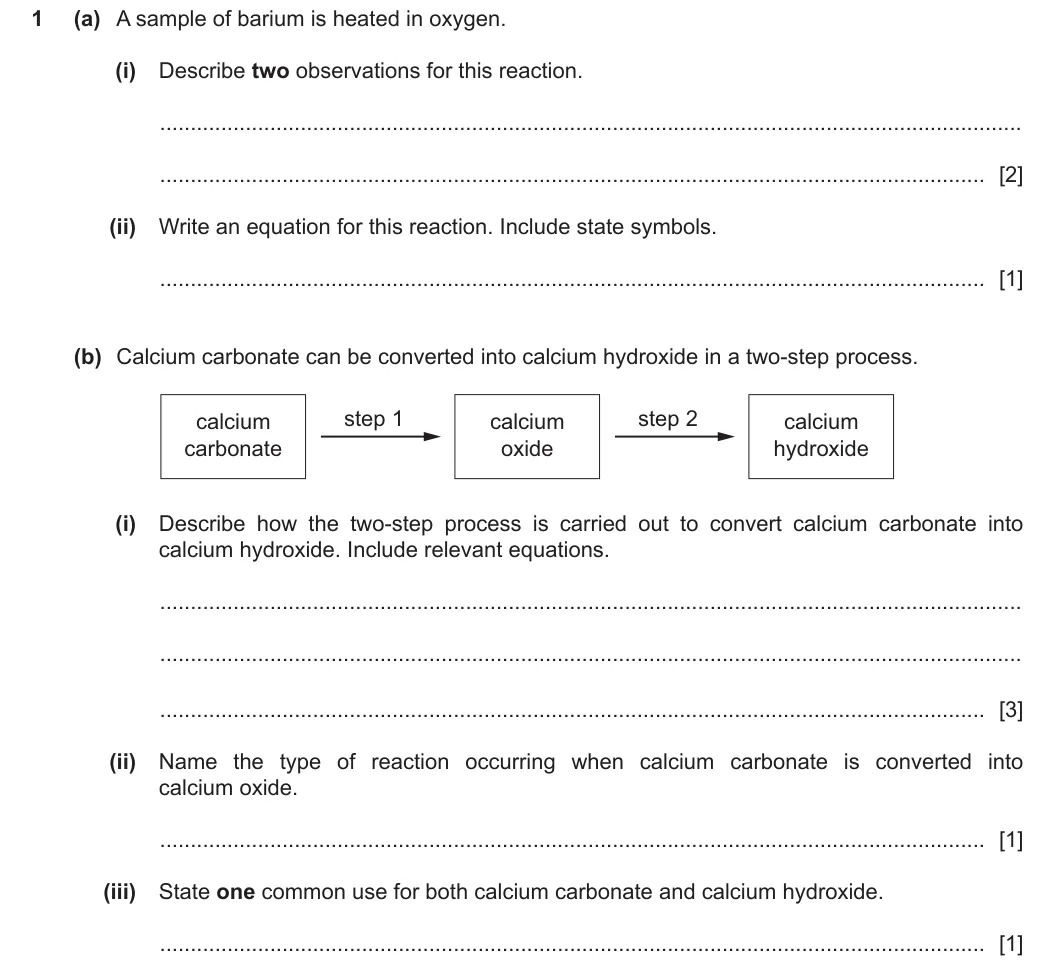 1 (a) A sample of barium is heated in oxygen.
(i) Describe two observations for this reaction.
..........................................................................................................................................
.................................................................................................................................... [2]
(ii) Write an equation for this reaction. Include state symbols.
.................................................................................................................................... [1]
(b) Calcium carbonate can be converted into calcium hydroxide in a two-step process.
calcium carbonate
step 1
calcium oxide
step 2
calcium hydroxide
(i) Describe how the two-step process is carried out to convert calcium carbonate into
calcium hydroxide. Include relevant equations.
..........................................................................................................................................
..........................................................................................................................................
.................................................................................................................................... [3]
(ii) Name the type of reaction occurring when calcium carbonate is converted into
calcium oxide.
.................................................................................................................................... [1]
(iii) State one common use for both calcium carbonate and calcium hydroxide.
.................................................................................................................................... [1]